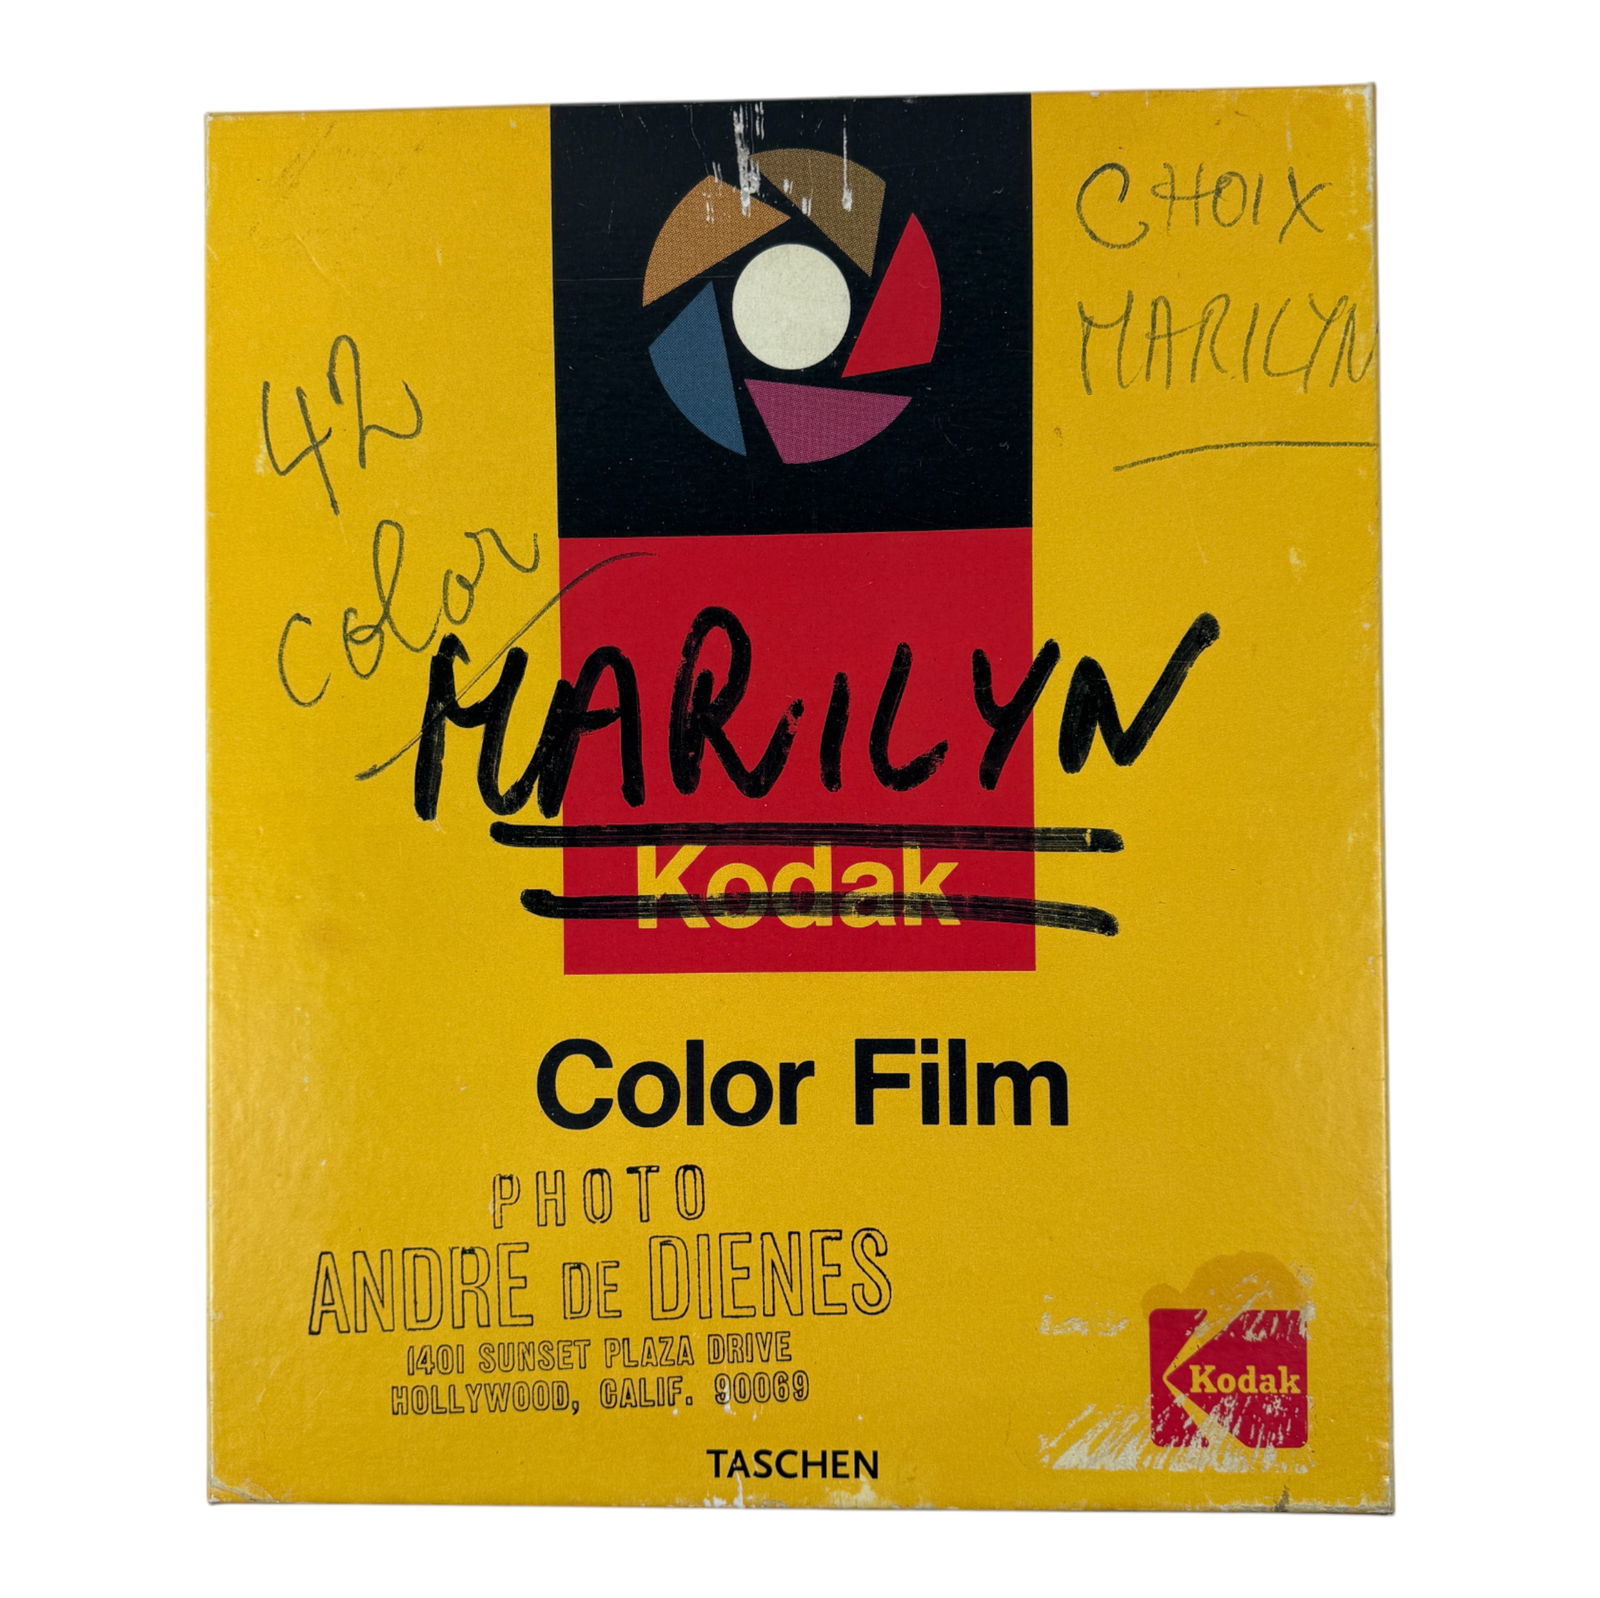 CHOIX
MARILYN
42
color
MARILYN
Kodak
Color Film
PHOTO
ANDRE DE DIENES
1401 SUNSET PLAZA DRIVE
HOLLYWOOD, CALIF. 90069
Kodak
TASCHEN